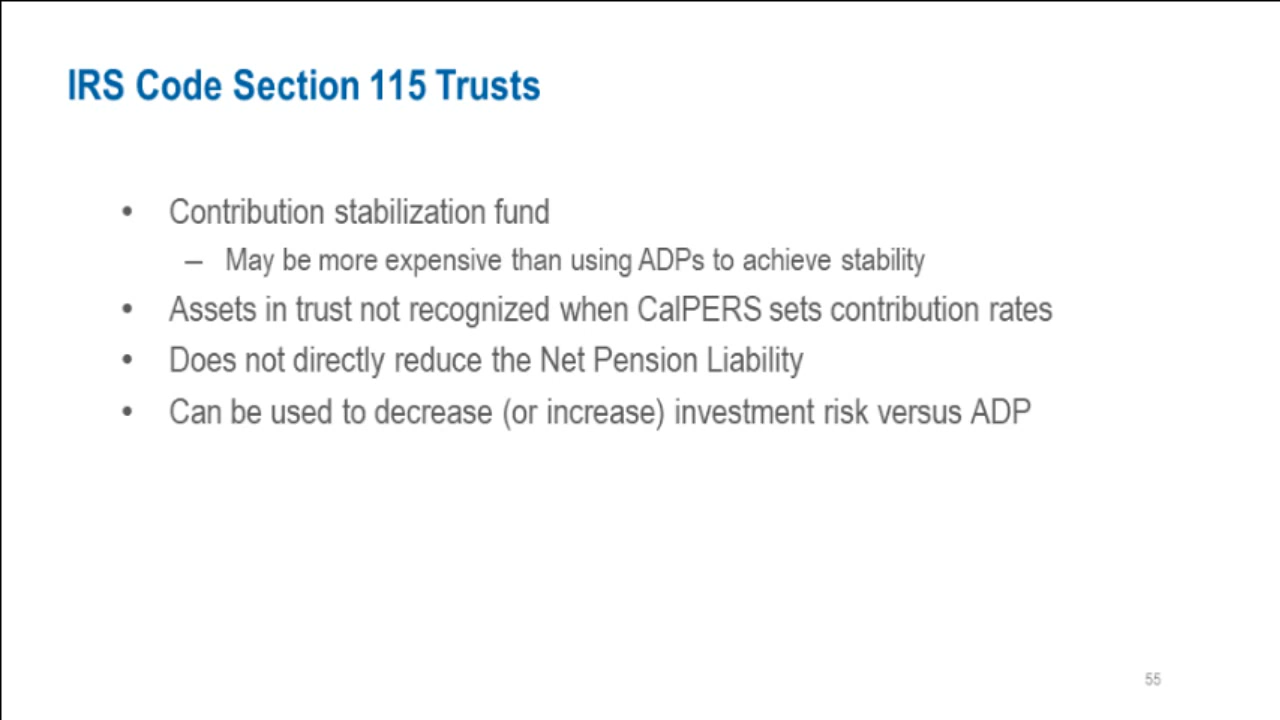 IRS Code Section 115 Trusts
• Contribution stabilization fund
– May be more expensive than using ADPs to achieve stability
• Assets in trust not recognized when CalPERS sets contribution rates
• Does not directly reduce the Net Pension Liability
• Can be used to decrease (or increase) investment risk versus ADP
55